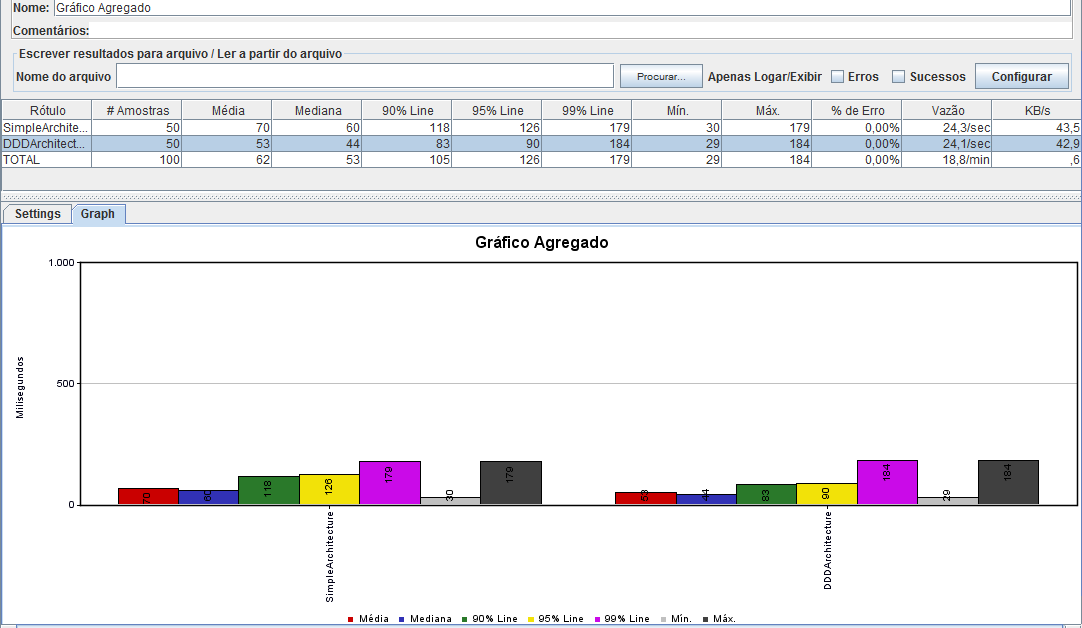 Nome: Gráfico Agregado
Comentários:
Escrever resultados para arquivo / Ler a partir do arquivo
Nome do arquivo Procurar... Apenas Logar/Exibir Erros Sucessos Configurar
Rótulo # Amostras Média Mediana 90% Line 95% Line 99% Line Mín. Máx. % de Erro Vazão KB/s
SimpleArchite... 50 70 60 118 126 179 30 179 0,00% 24,3/sec 43,5
DDDArchitect... 50 53 44 83 90 184 29 184 0,00% 24,1/sec 42,9
TOTAL 100 62 53 105 126 179 29 184 0,00% 18,8/min ,6
Settings Graph
Gráfico Agregado
1.000
500
0
Milisegundos
70 60 118 126 179 30 179
53 44 83 90 184 29 184
SimpleArchitecture
DDDArchitecture
Média Mediana 90% Line 95% Line 99% Line Mín. Máx.